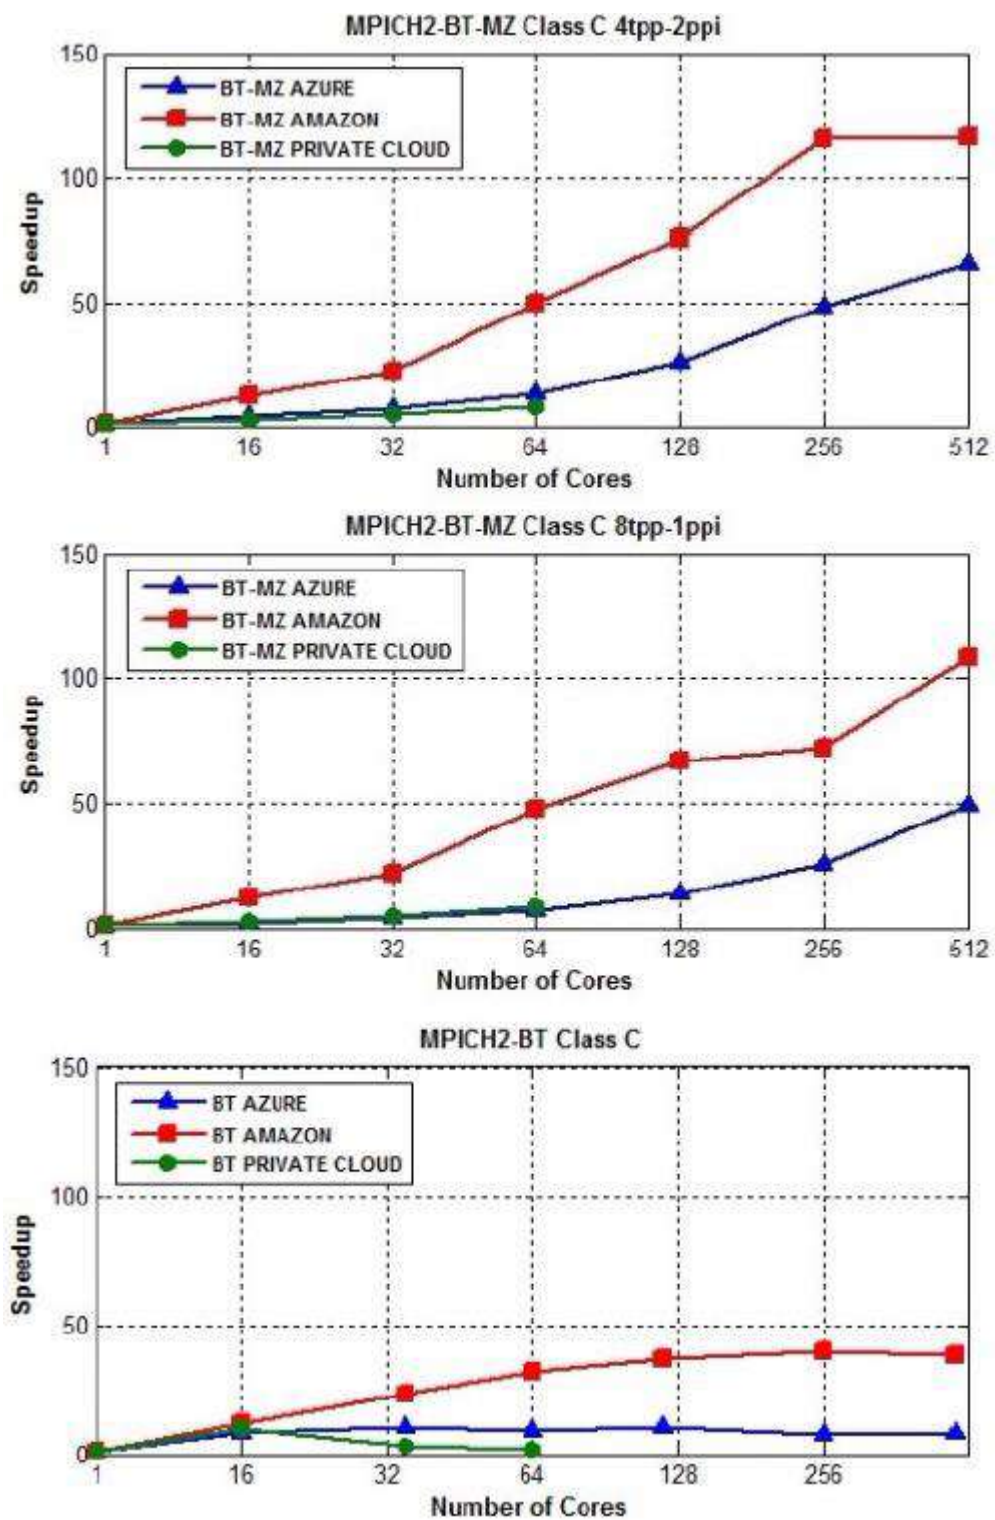 MPICH2-BT-MZ Class C 4tpp-2ppi
150
BT-MZ AZURE
BT-MZ AMAZON
BT-MZ PRIVATE CLOUD
100
Speedup
50
0
1 16 32 64 128 256 512
Number of Cores
MPICH2-BT-MZ Class C 8tpp-1ppi
150
BT-MZ AZURE
BT-MZ AMAZON
BT-MZ PRIVATE CLOUD
100
Speedup
50
0
1 16 32 64 128 256 512
Number of Cores
MPICH2-BT Class C
150
BT AZURE
BT AMAZON
BT PRIVATE CLOUD
100
Speedup
50
0
1 16 32 64 128 256
Number of Cores